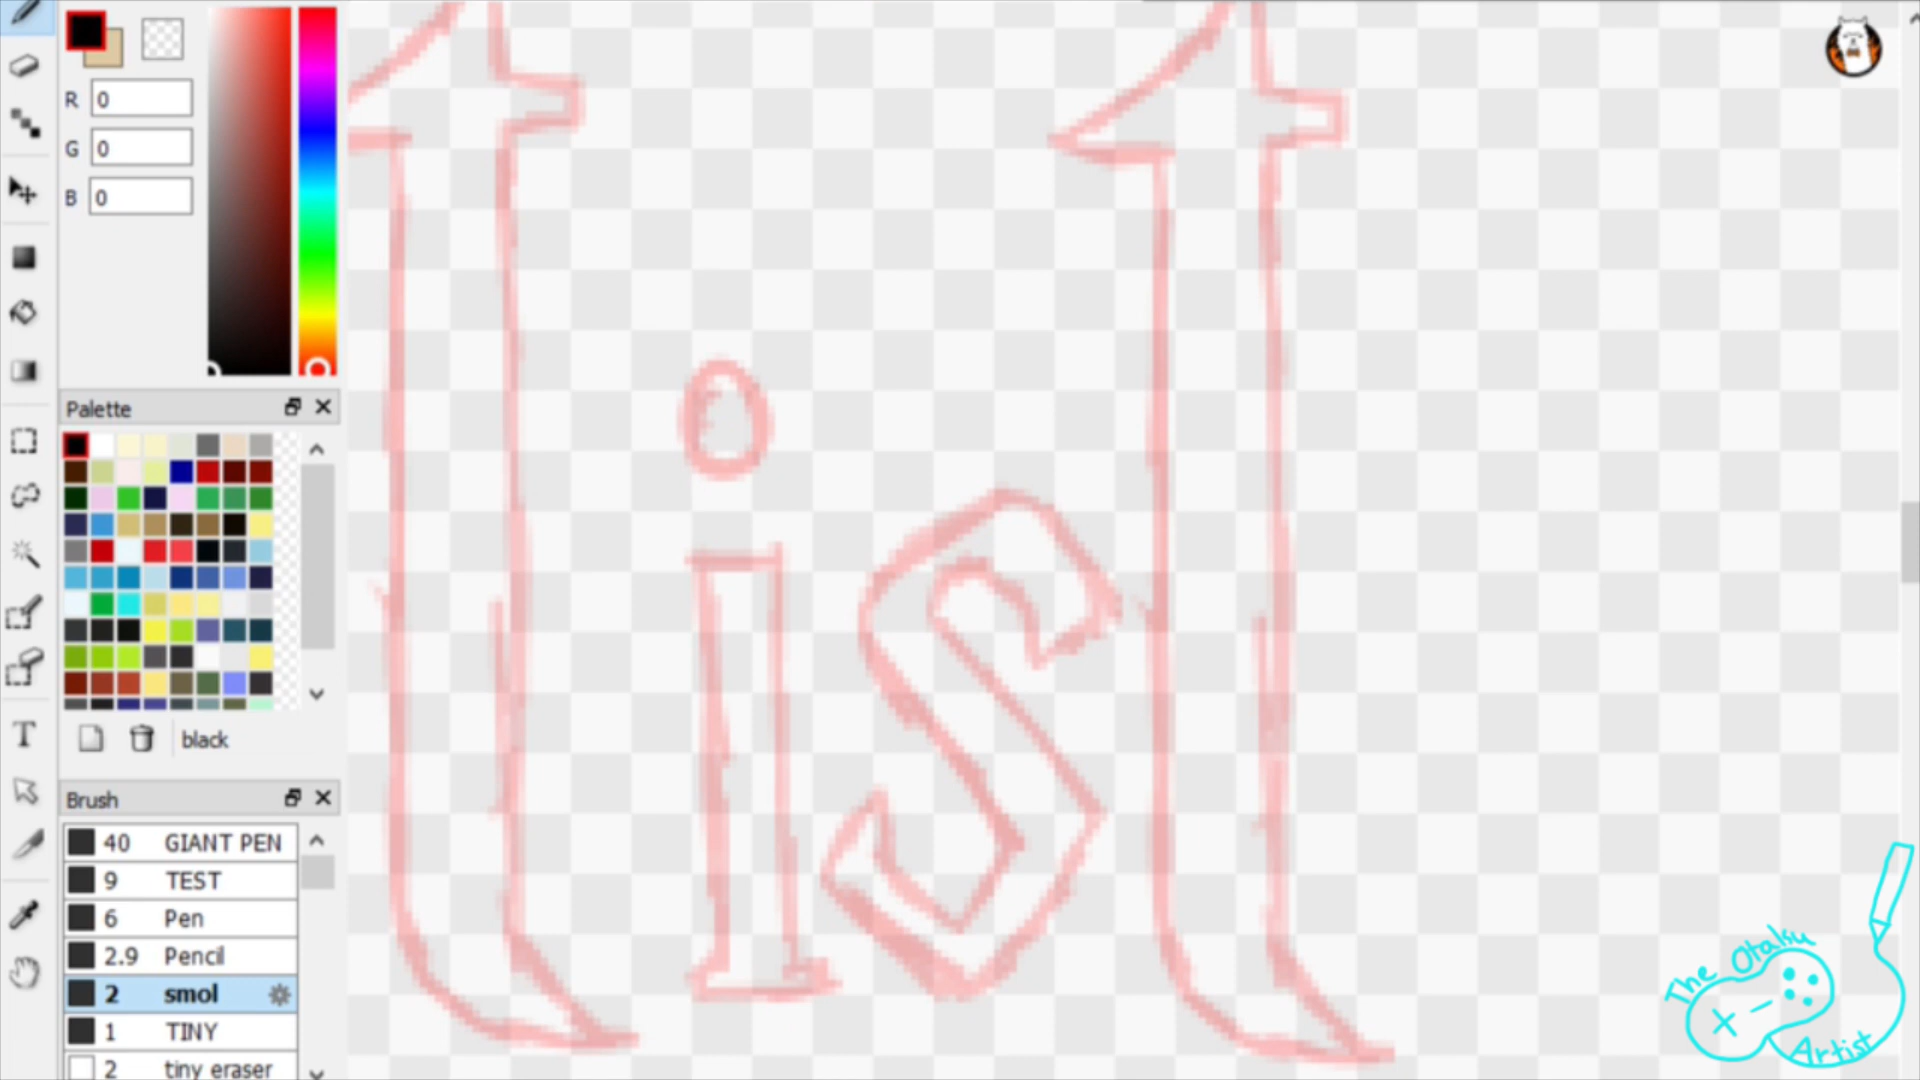 R 0
G 0
B 0
Palette
black
Brush
40 GIANT PEN
9 TEST
6 Pen
2.9 Pencil
2 smol
1 TINY
2 tiny eraser
T
tist
The Otaku
Artist